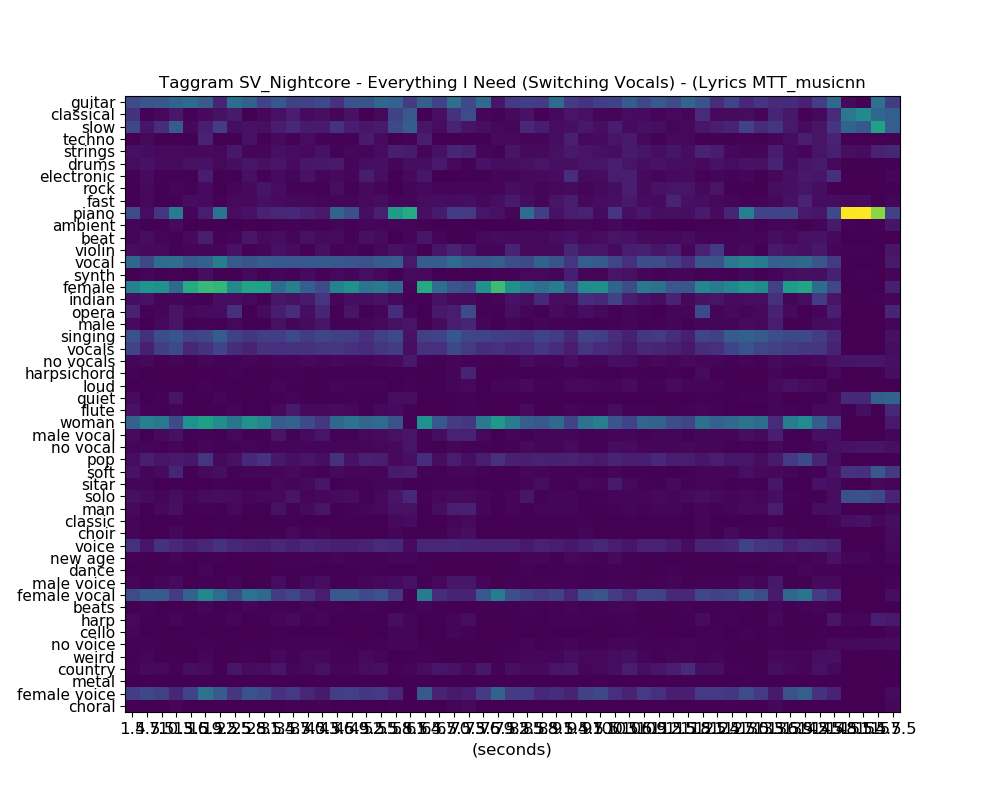 Taggram SV_Nightcore - Everything I Need (Switching Vocals) - (Lyrics MTT_musicnn
guitar
classical
slow
techno
strings
drums
electronic
rock
fast
piano
ambient
beat
violin
vocal
synth
female
indian
opera
male
singing
vocals
no vocals
harpsichord
loud
quiet
flute
woman
male vocal
no vocal
pop
soft
sitar
solo
man
classic
choir
voice
new age
dance
male voice
female vocal
beats
harp
cello
no voice
weird
country
metal
female voice
choral
(seconds)